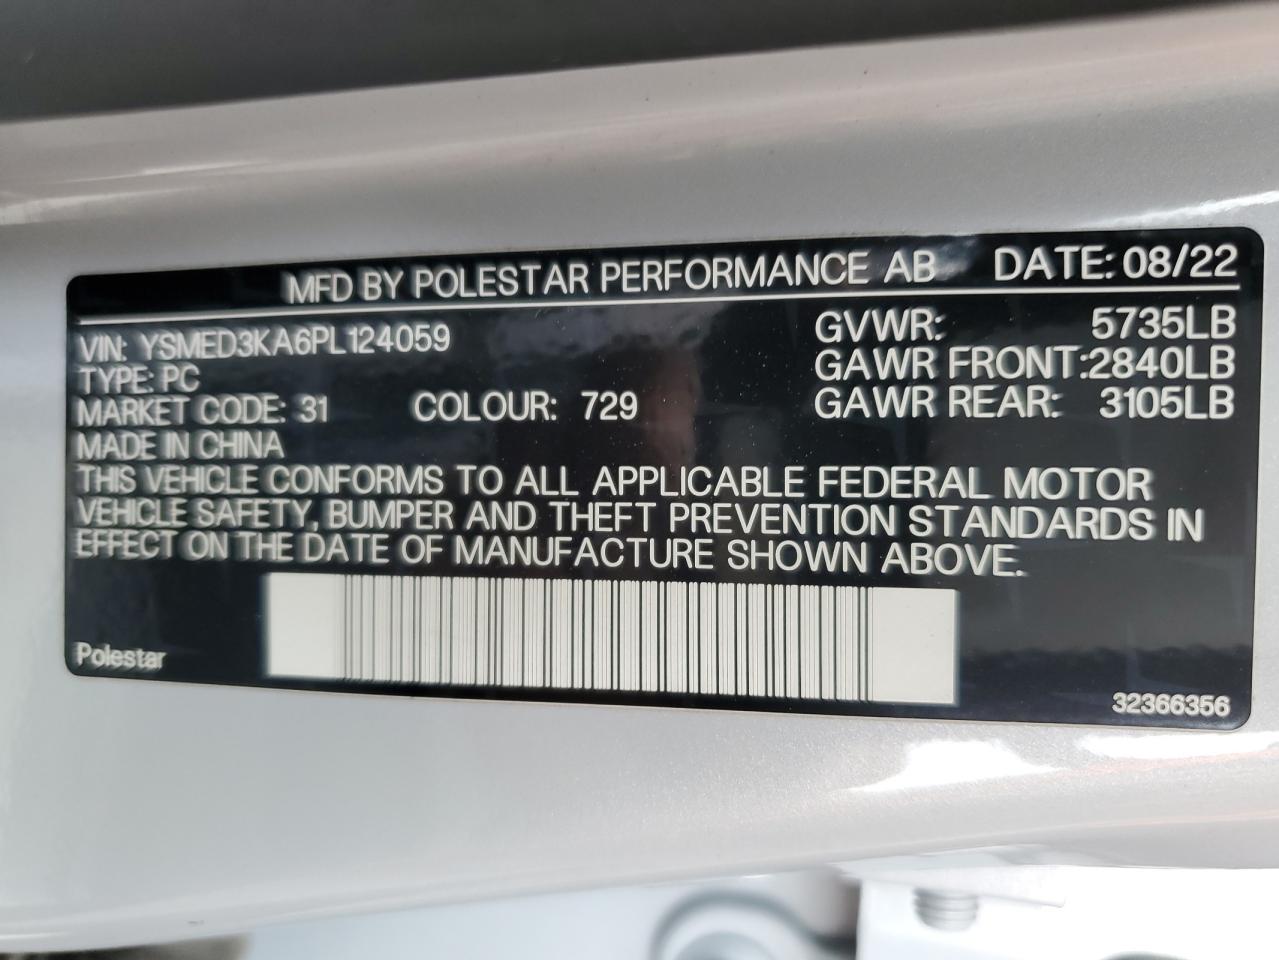 MFD BY POLESTAR PERFORMANCE AB DATE: 08/22
VIN: YSMED3KA6PL124059 GVWR: 5735LB
TYPE: PC GAWR FRONT:2840LB
MARKET CODE: 31 COLOUR: 729 GAWR REAR: 3105LB
MADE IN CHINA
THIS VEHICLE CONFORMS TO ALL APPLICABLE FEDERAL MOTOR
VEHICLE SAFETY, BUMPER AND THEFT PREVENTION STANDARDS IN
EFFECT ON THE DATE OF MANUFACTURE SHOWN ABOVE.
Polestar
32366356